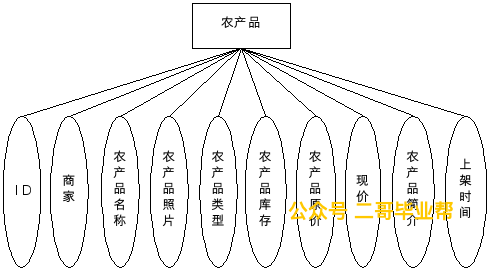 农产品
ID
商家
农产品名称
农产品照片
农产品类型
农产品库存
农产品原价
现价
农产品简介
上架时间
公众号 二哥毕业帮